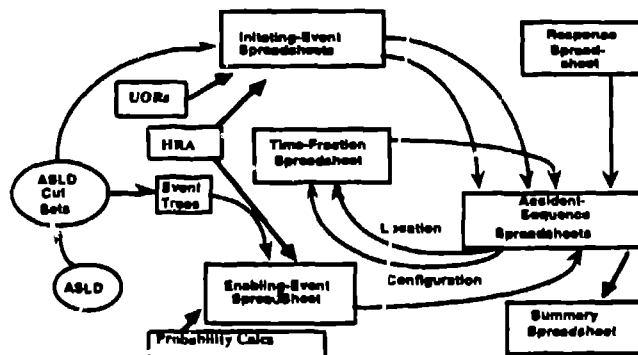 Initiating-Event
Spreadsheets
Response
Spread-
sheet
UORs
HRA
Time-Fraction
Spreadsheet
ASLD
Cut
Sets
Event
Trees
Accident-
Sequence
Spreadsheets
Location
Configuration
ASLD
Enabling-Event
Spreadsheet
Summary
Spreadsheet
Probability Calcs